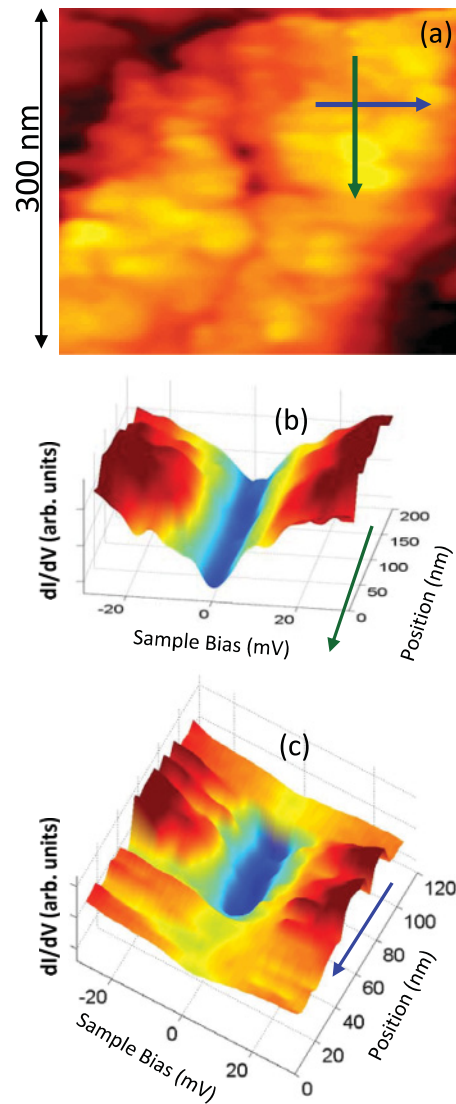 (a)
300 nm
(b)
dI/dV (arb. units)
-20
0
20
Sample Bias (mV)
0
50
100
150
200
Position (nm)
(c)
dI/dV (arb. units)
-20
0
20
Sample Bias (mV)
0
20
40
60
80
100
120
Position (nm)